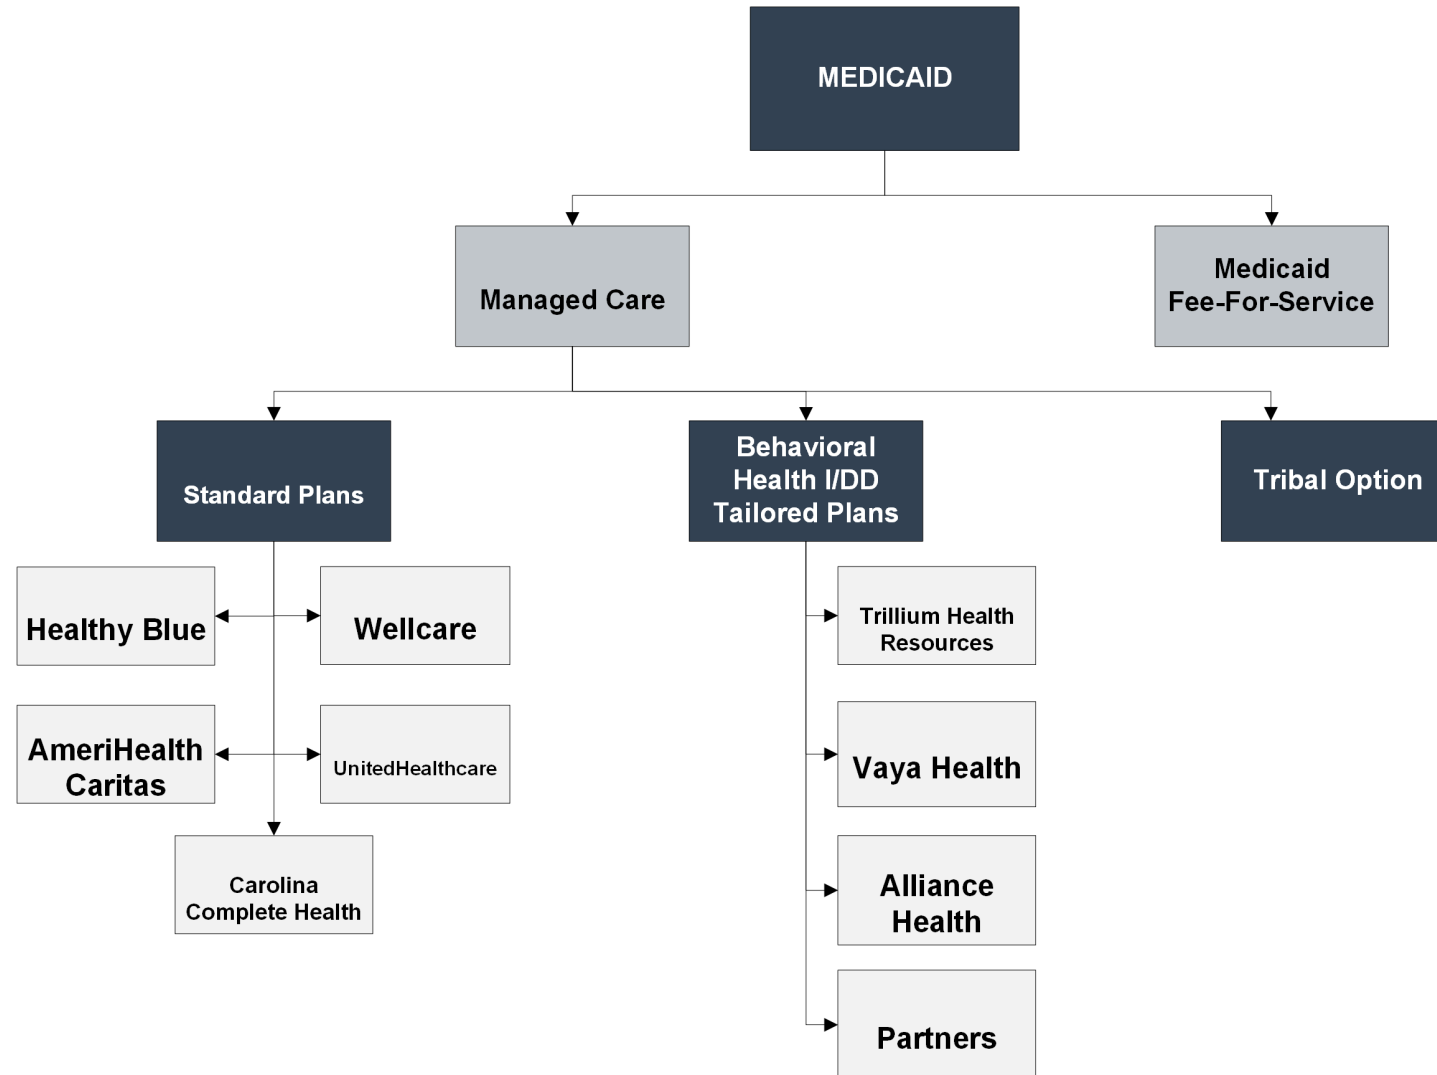 MEDICAID
Managed Care
Medicaid
Fee-For-Service
Standard Plans
Behavioral
Health I/DD
Tailored Plans
Tribal Option
Healthy Blue
Wellcare
AmeriHealth
Caritas
UnitedHealthcare
Carolina
Complete Health
Trillium Health
Resources
Vaya Health
Alliance
Health
Partners